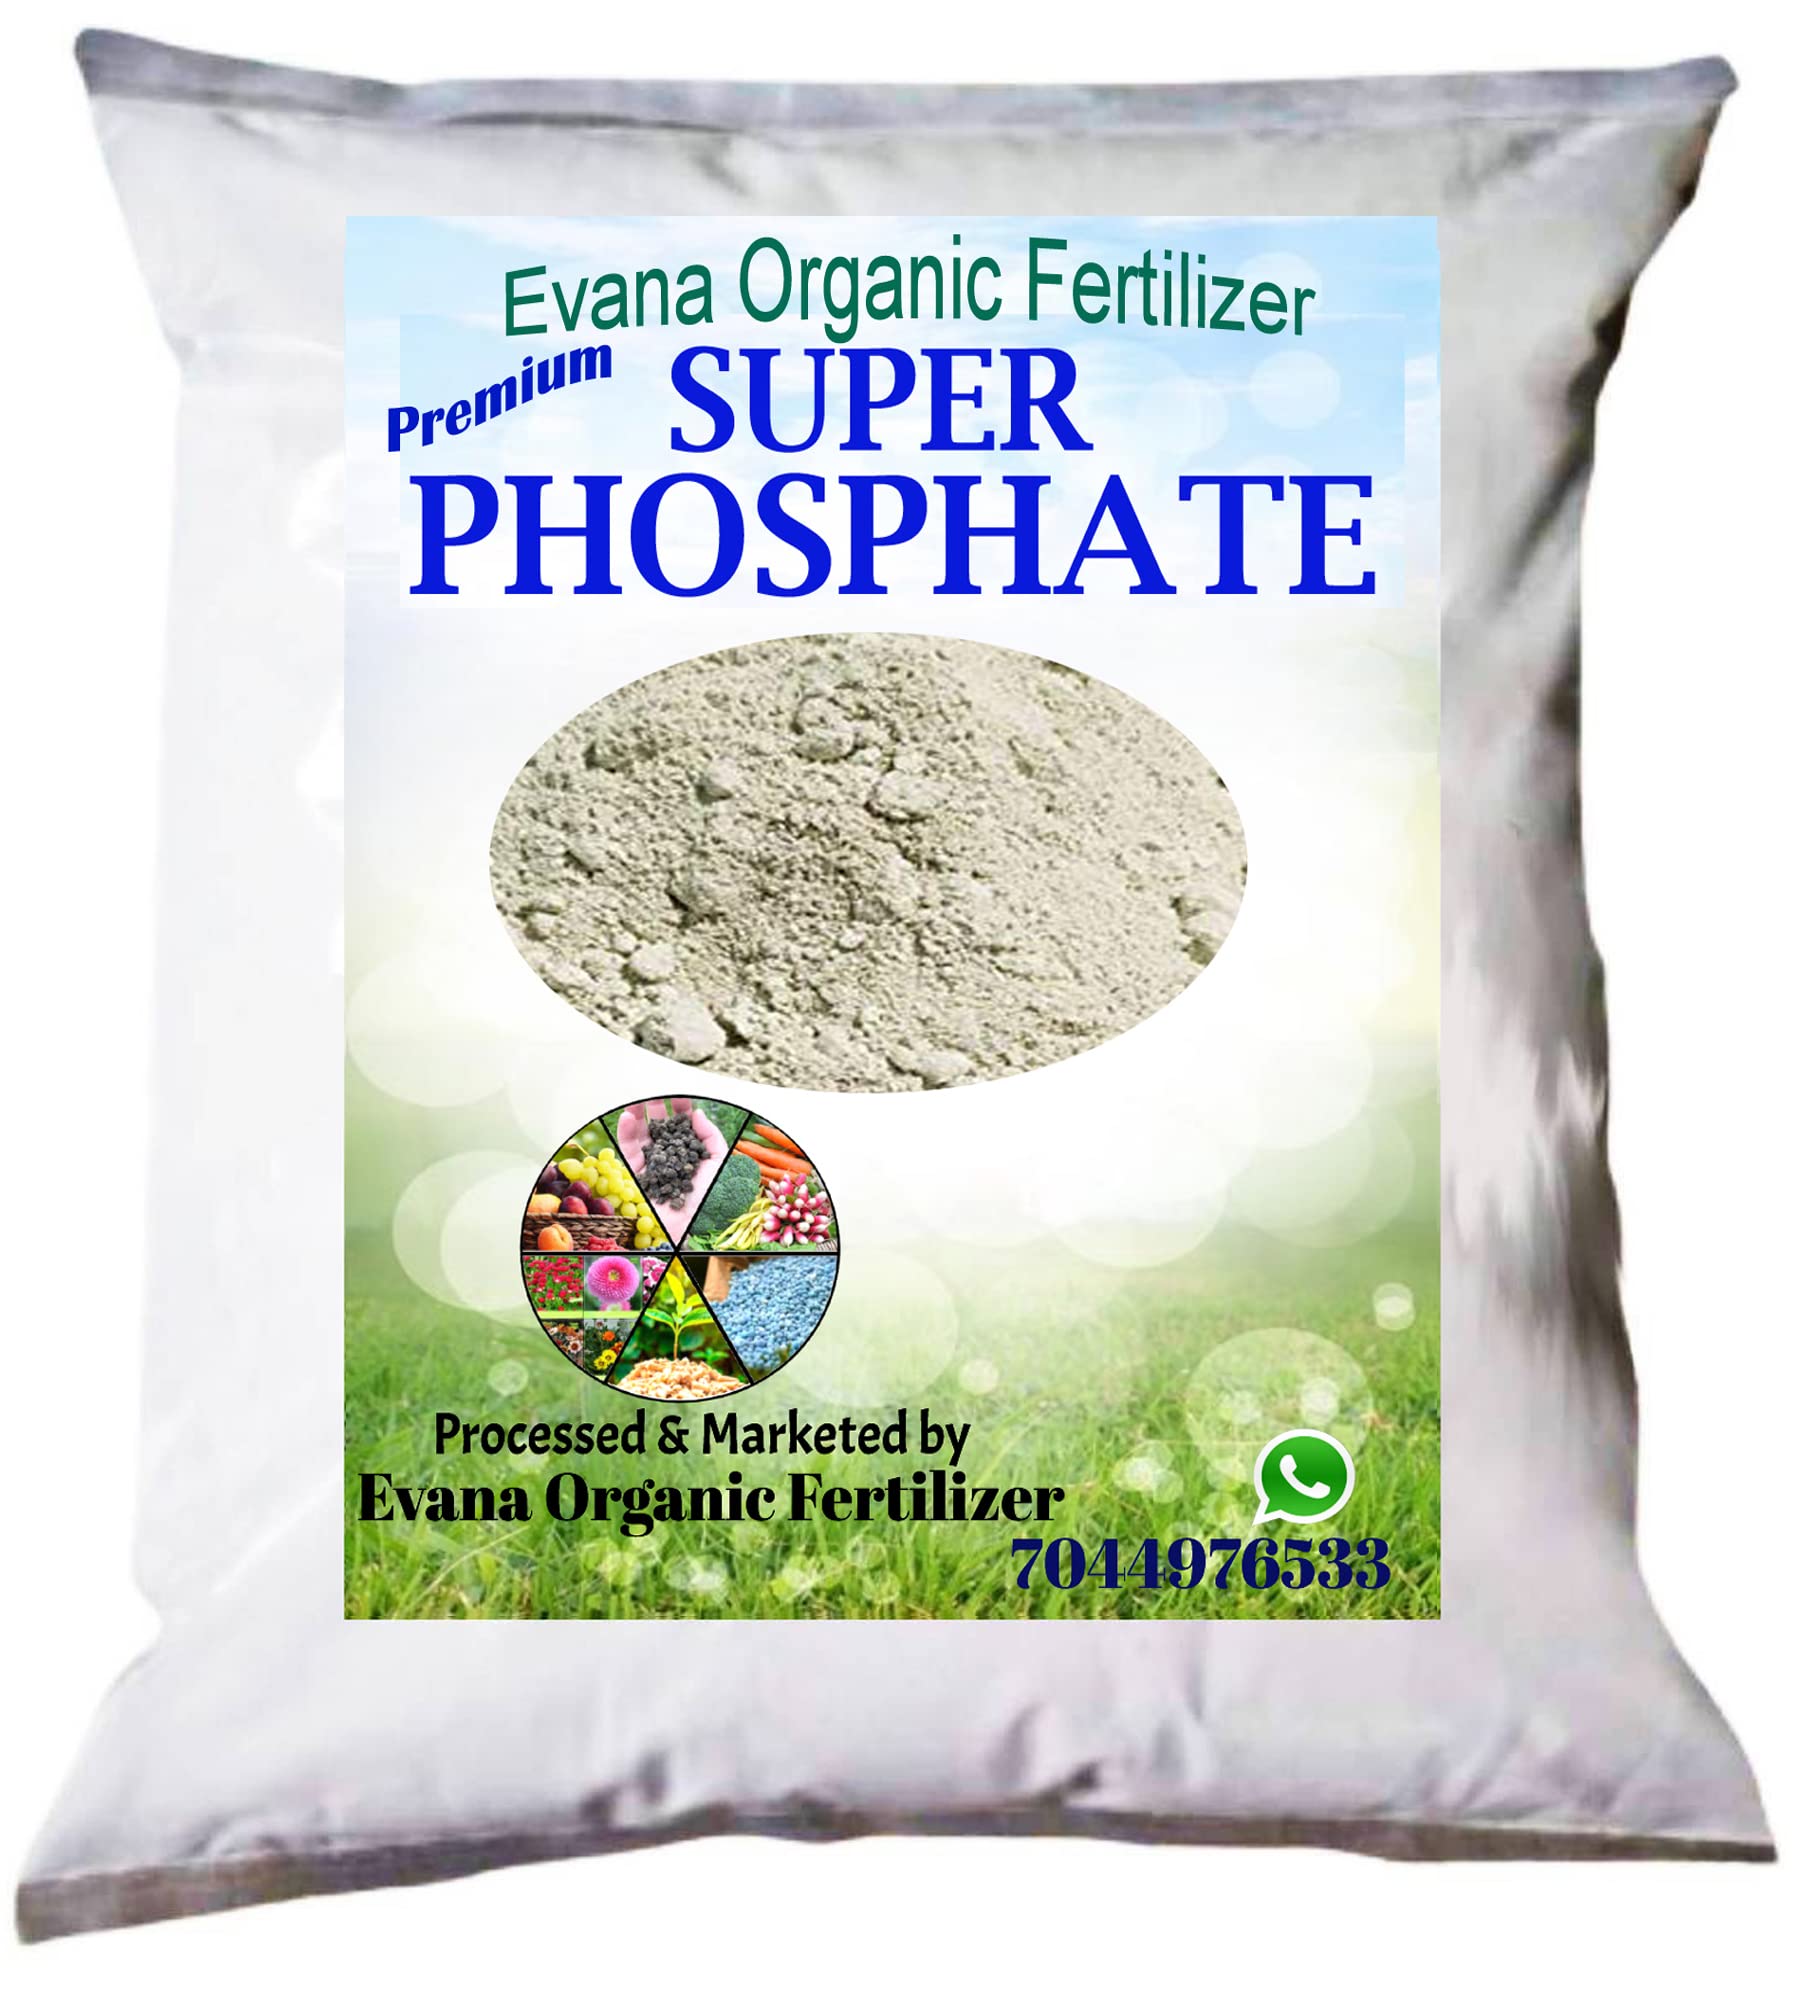 Evana Organic Fertilizer
Premium SUPER
PHOSPHATE
Processed & Marketed by
Evana Organic Fertilizer
7044976533